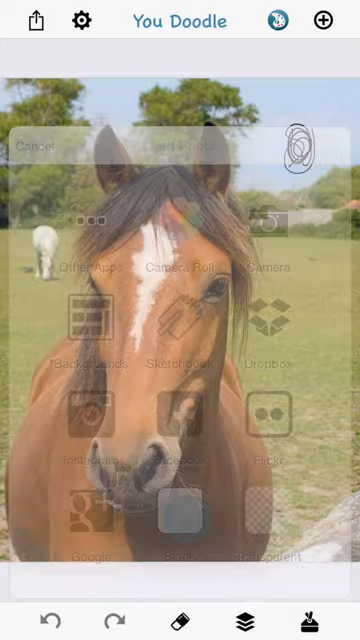 You Doodle
Cancel Load Photo
Other Apps Camera Roll Camera
*Backgrounds Sketchbook Dropbox
Instagram Facebook Flickr
Google Blank Transparent